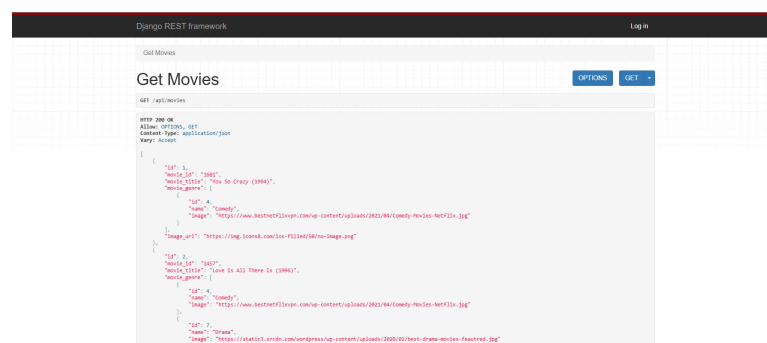 Django REST framework
Log in
Get Movies
Get Movies
OPTIONS
GET
GET /api/movies
HTTP 200 OK
Allow: OPTIONS, GET
Content-Type: application/json
Vary: Accept
[
{
"id": 1,
"movie_id": "1681",
"movie_title": "You So Crazy (1994)",
"movie_genre": [
{
"id": 4,
"name": "Comedy",
"image": "https://www.bestnetflixvpn.com/wp-content/uploads/2021/04/Comedy-Movies-Netflix.jpg"
}
],
"image_url": "https://img.icons8.com/ios-filled/50/no-image.png"
},
{
"id": 2,
"movie_id": "1457",
"movie_title": "Love Is All There Is (1996)",
"movie_genre": [
{
"id": 4,
"name": "Comedy",
"image": "https://www.bestnetflixvpn.com/wp-content/uploads/2021/04/Comedy-Movies-Netflix.jpg"
},
{
"id": 7,
"name": "Drama",
"image": "https://static3.srcdn.com/wordpress/wp-content/uploads/2020/02/best-drama-movies-feautred.jpg"